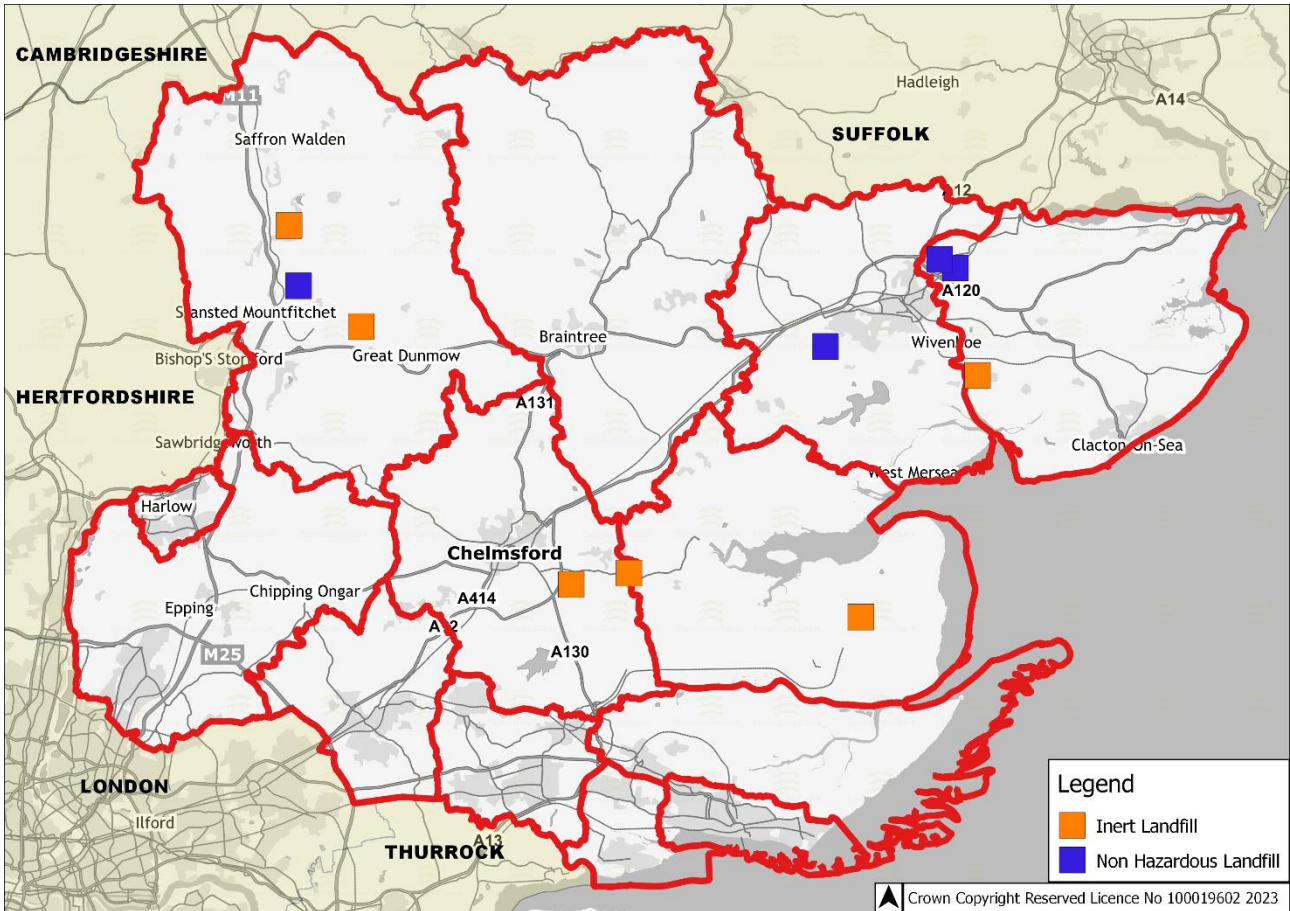 CAMBRIDGESHIRE
Hadleigh
M11
A14
SUFFOLK
Saffron Walden
A12
A120
Stansted Mountfitchet
Wivenhoe
Braintree
Bishop'S Stortford
Great Dunmow
HERTFORDSHIRE
A131
Sawbridgeworth
Clacton-On-Sea
West Mersea
Harlow
Chelmsford
Chipping Ongar
Epping
A414
A12
A130
M25
LONDON
Ilford
A13
THURROCK
Legend
Inert Landfill
Non Hazardous Landfill
Crown Copyright Reserved Licence No 100019602 2023